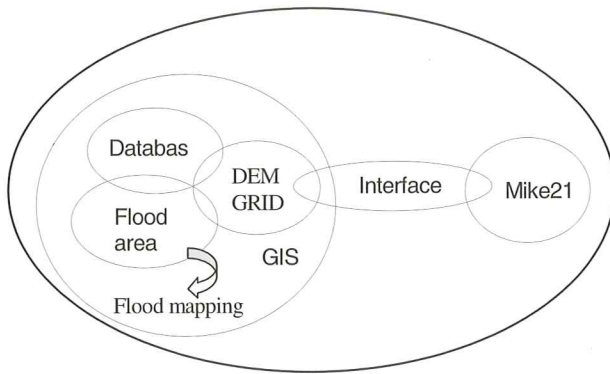 Databas
DEM
GRID
Interface
Mike21
Flood
area
GIS
Flood mapping